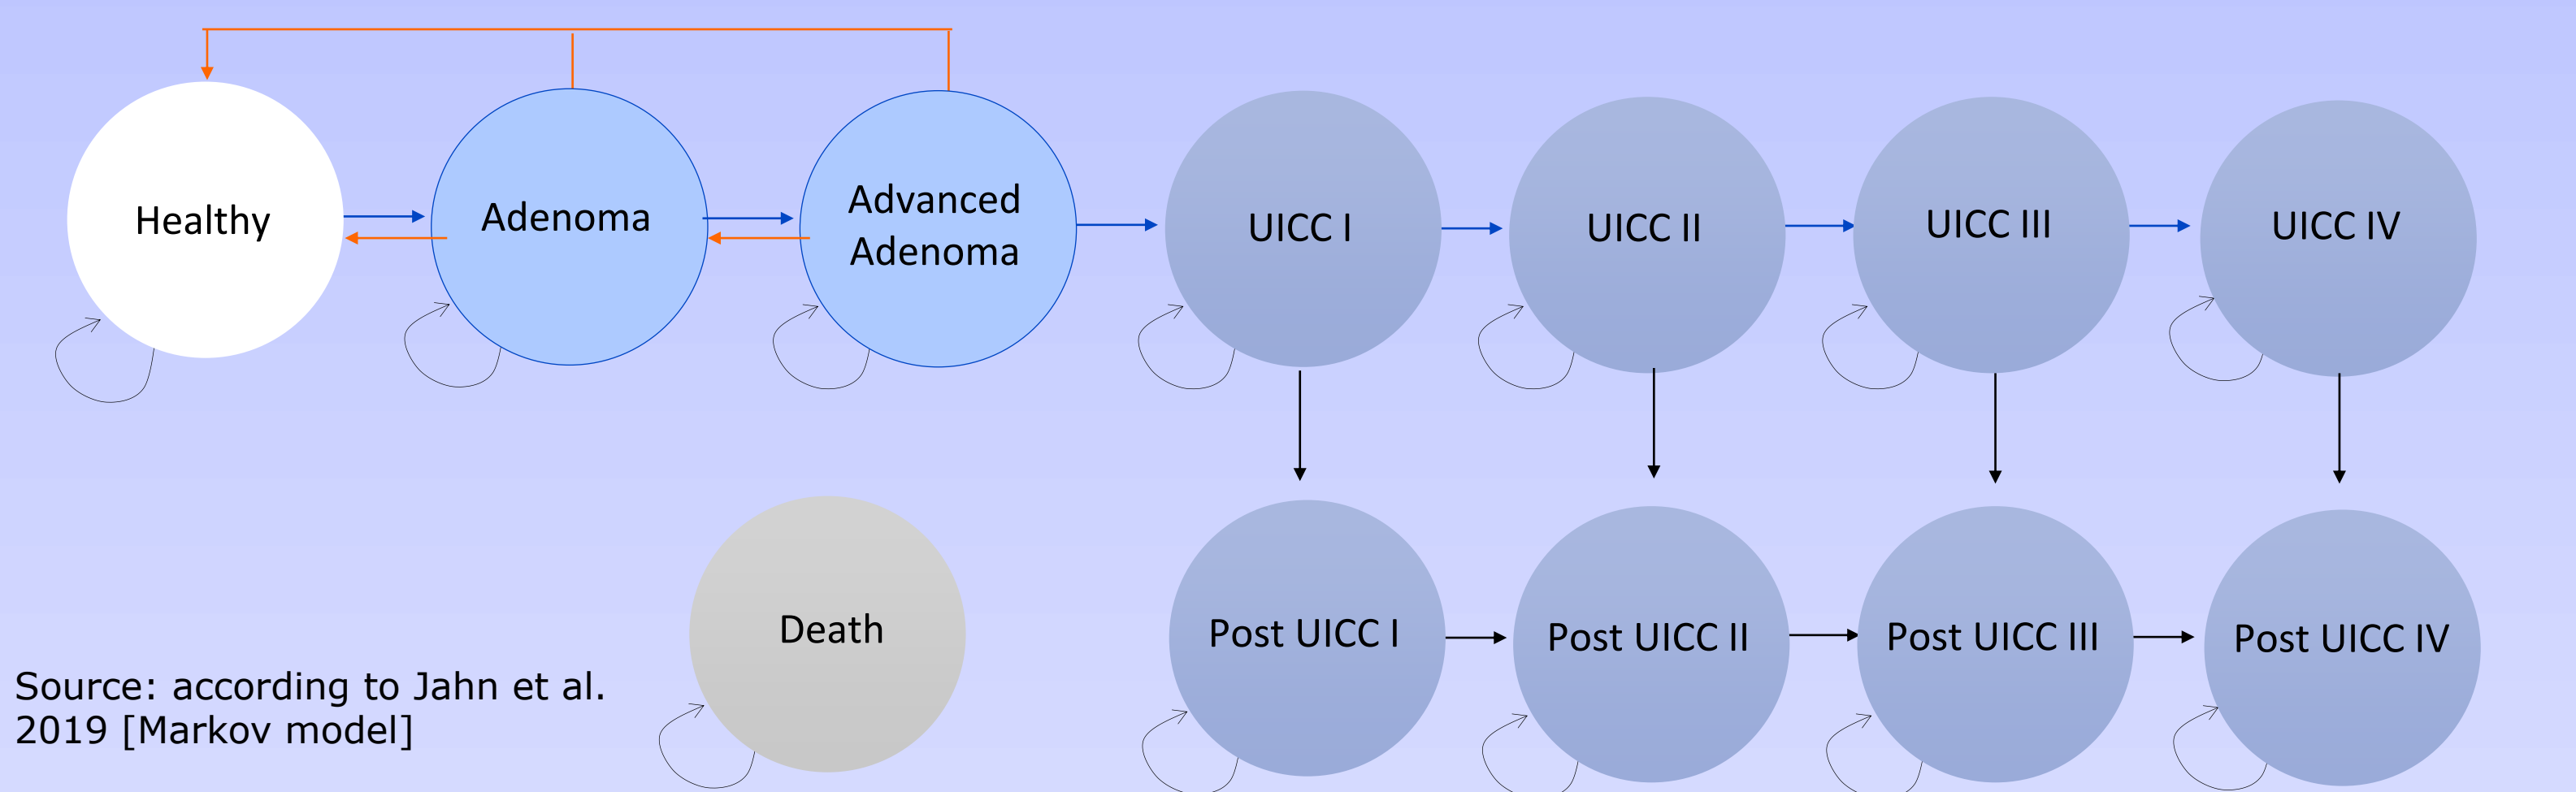 Healthy
Adenoma
Advanced
Adenoma
UICC I
UICC II
UICC III
UICC IV
Death
Post UICC I
Post UICC II
Post UICC III
Post UICC IV
Source: according to Jahn et al.
2019 [Markov model]